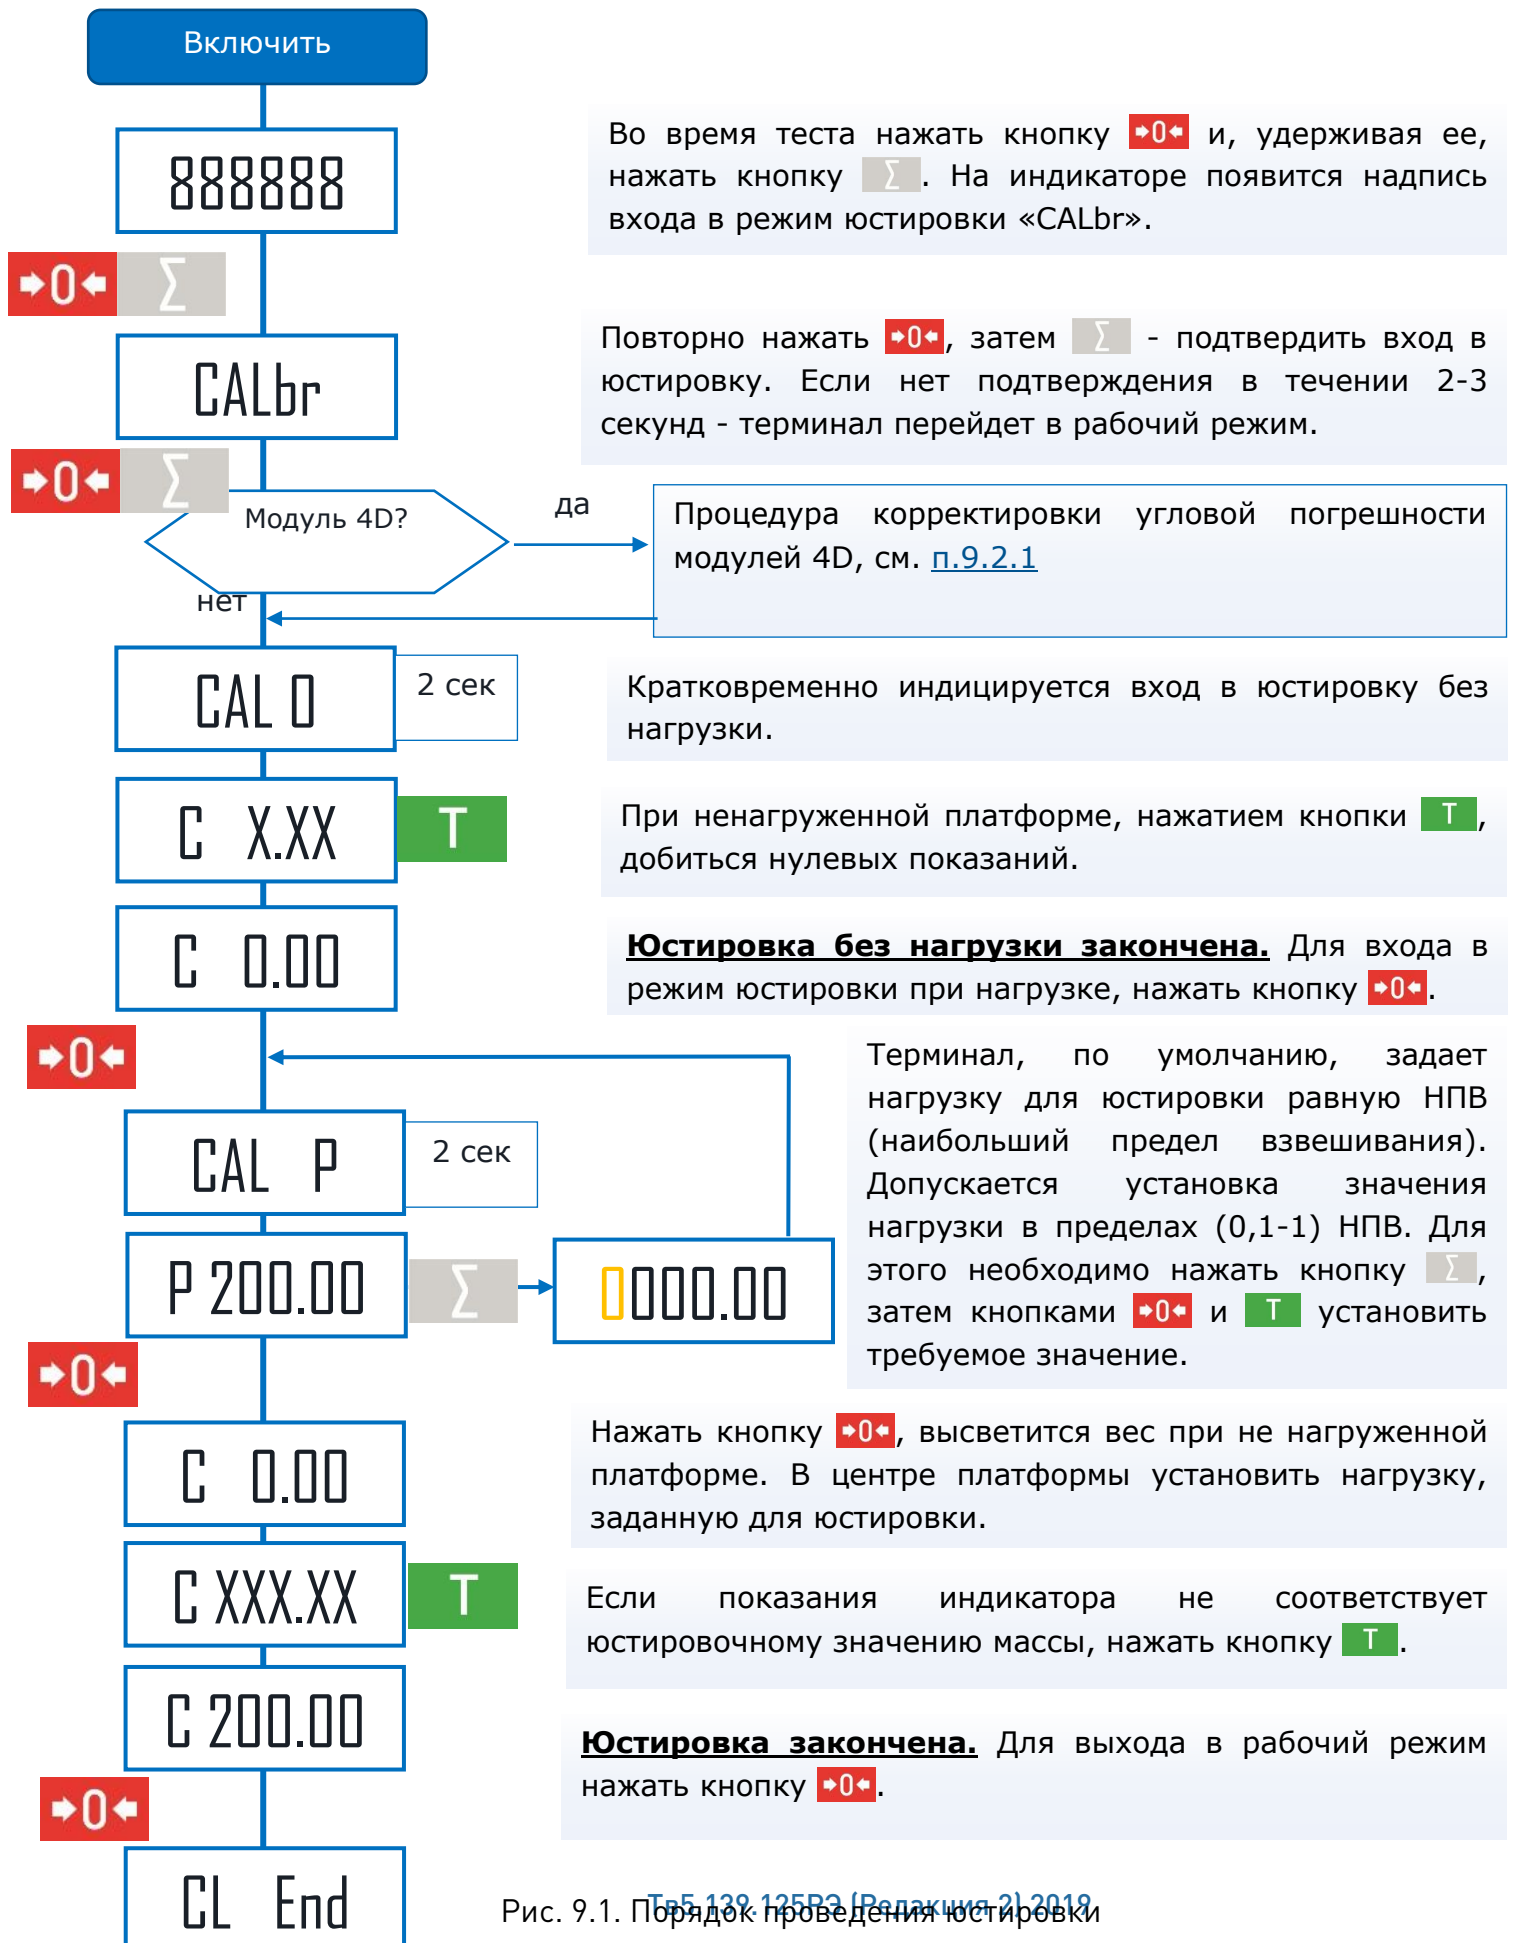 Включить
888888
Во время теста нажать кнопку →0← и, удерживая ее,
нажать кнопку Σ. На индикаторе появится надпись
входа в режим юстировки «CALbr».
→0← Σ
CALbr
Повторно нажать →0←, затем Σ - подтвердить вход в
юстировку. Если нет подтверждения в течении 2-3
секунд - терминал перейдет в рабочий режим.
→0← Σ
Модуль 4D?
да
нет
Процедура корректировки угловой погрешности
модулей 4D, см. п.9.2.1
CAL 0
2 сек
Кратковременно индицируется вход в юстировку без
нагрузки.
C X.XX
T
При ненагруженной платформе, нажатием кнопки T,
добиться нулевых показаний.
C 0.00
Юстировка без нагрузки закончена. Для входа в
режим юстировки при нагрузке, нажать кнопку →0←.
→0←
CAL P
2 сек
P 200.00
Σ
0000.00
Терминал, по умолчанию, задает
нагрузку для юстировки равную НПВ
(наибольший предел взвешивания).
Допускается установка значения
нагрузки в пределах (0,1-1) НПВ. Для
этого необходимо нажать кнопку Σ,
затем кнопками →0← и T установить
требуемое значение.
→0←
C 0.00
Нажать кнопку →0←, высветится вес при не нагруженной
платформе. В центре платформы установить нагрузку,
заданную для юстировки.
C XXX.XX
T
Если показания индикатора не соответствует
юстировочному значению массы, нажать кнопку T.
C 200.00
Юстировка закончена. Для выхода в рабочий режим
нажать кнопку →0←.
→0←
CL End
Рис. 9.1. Порядок проведения юстировки
Тв5.139.125РЭ (Редакция 2) 2019